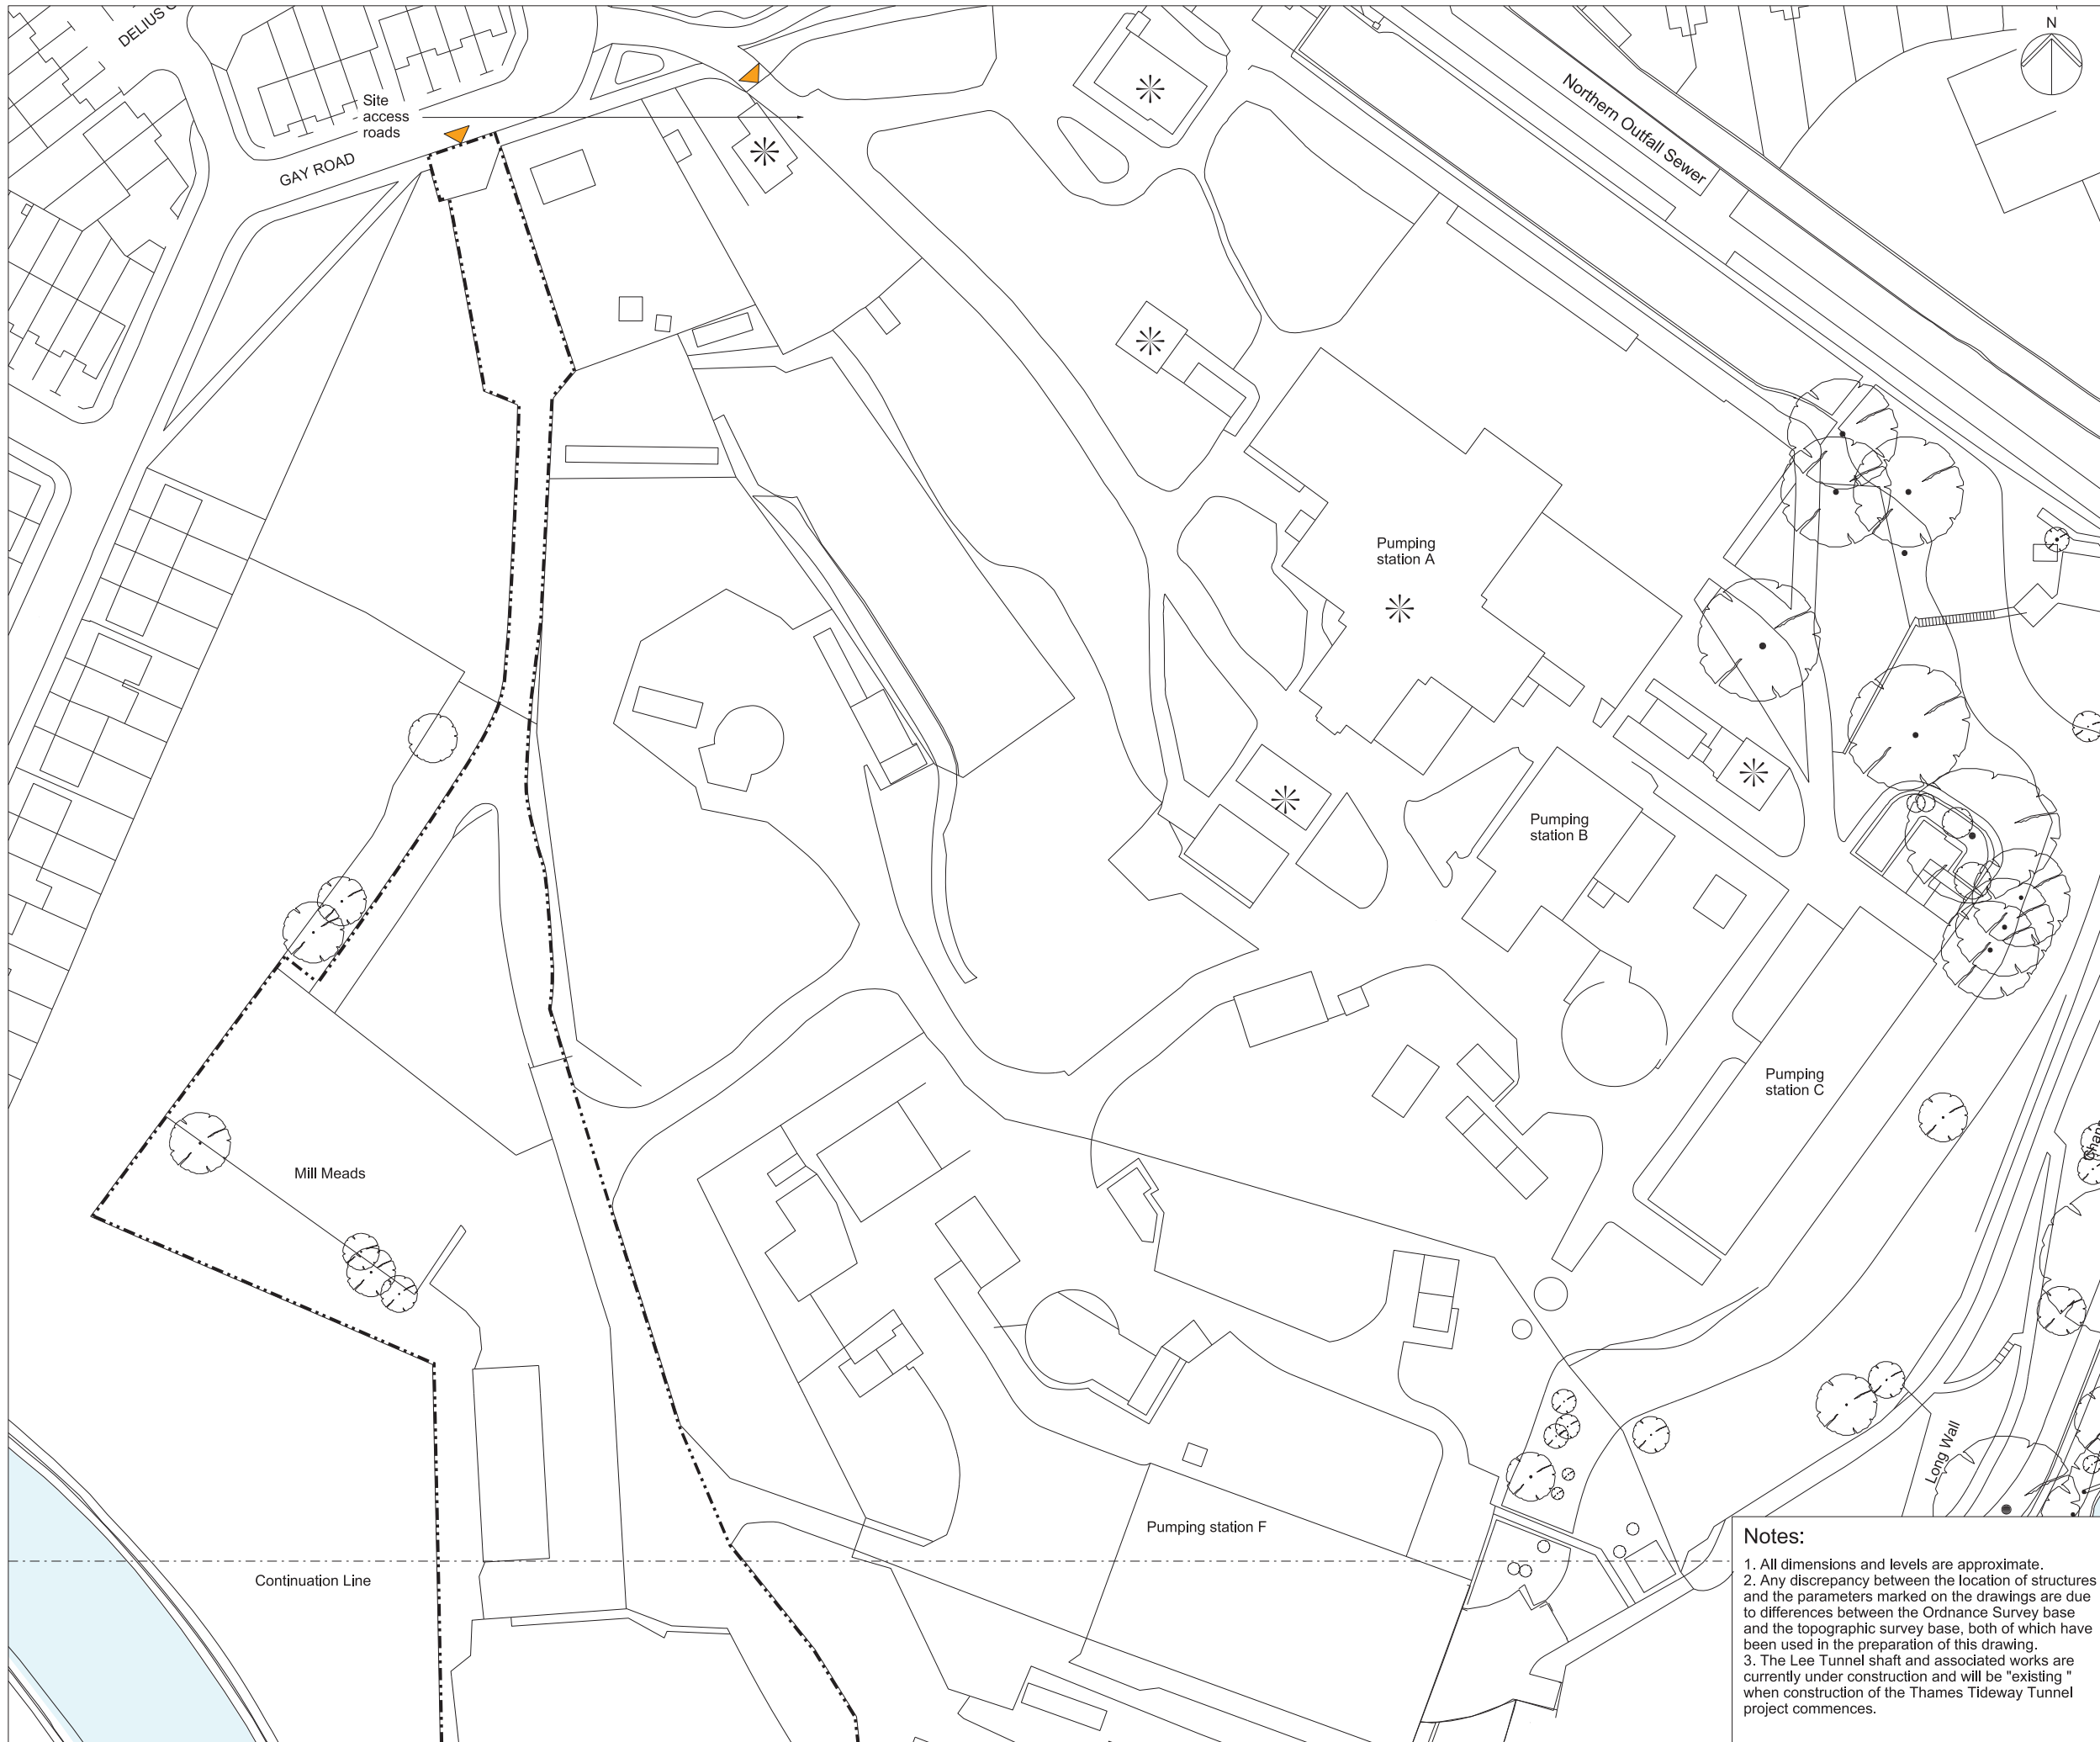 DELIUS
N
Site
access
roads
GAY ROAD
Northern Outfall Sewer
Pumping
station A
Pumping
station B
Pumping
station C
Mill Meads
Long Wall
Pumping station F
Continuation Line
Notes:
1. All dimensions and levels are approximate.
2. Any discrepancy between the location of structures
and the parameters marked on the drawings are due
to differences between the Ordnance Survey base
and the topographic survey base, both of which have
been used in the preparation of this drawing.
3. The Lee Tunnel shaft and associated works are
currently under construction and will be "existing "
when construction of the Thames Tideway Tunnel
project commences.